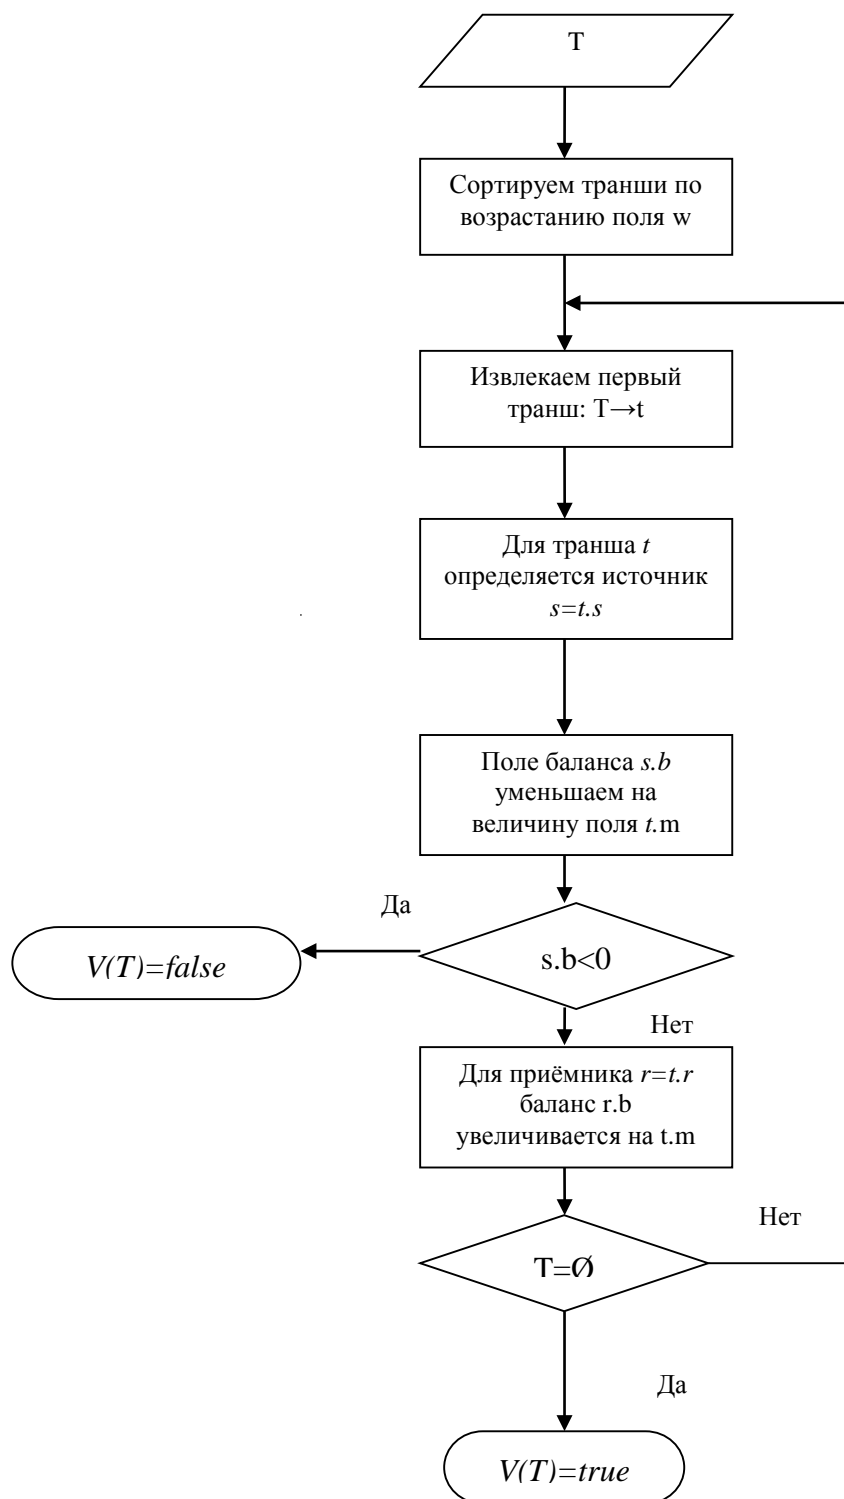 T
Сортируем транши по
возрастанию поля w
Извлекаем первый
транш: T→t
Для транша t
определяется источник
s=t.s
Поле баланса s.b
уменьшаем на
величину поля t.m
Да
V(T)=false
s.b<0
Нет
Для приёмника r=t.r
баланс r.b
увеличивается на t.m
Нет
T=Ø
Да
V(T)=true